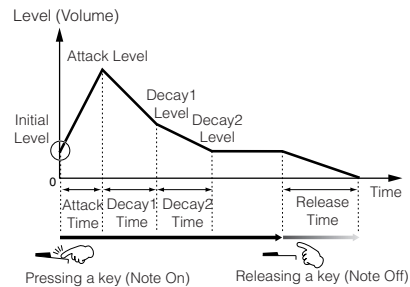 Level (Volume)
Attack Level
Decay1
Level
Decay2
Level
Initial
Level
0
Time
Attack
Time
Decay1
Time
Decay2
Time
Release
Time
Pressing a key (Note On)
Releasing a key (Note Off)